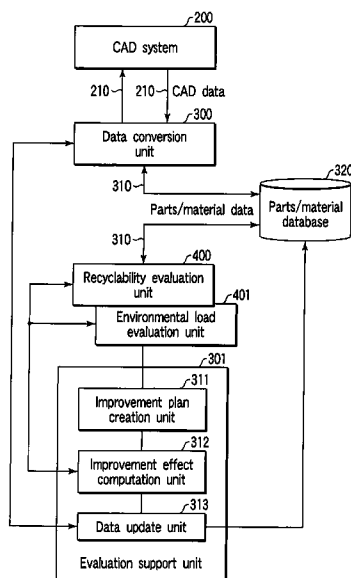 200
CAD system
210
210
CAD data
300
Data conversion
unit
310
320
Parts/material data
Parts/material
database
310
400
Recyclability evaluation
unit
401
Environmental load
evaluation unit
301
311
Improvement plan
creation unit
312
Improvement effect
computation unit
313
Data update unit
Evaluation support unit